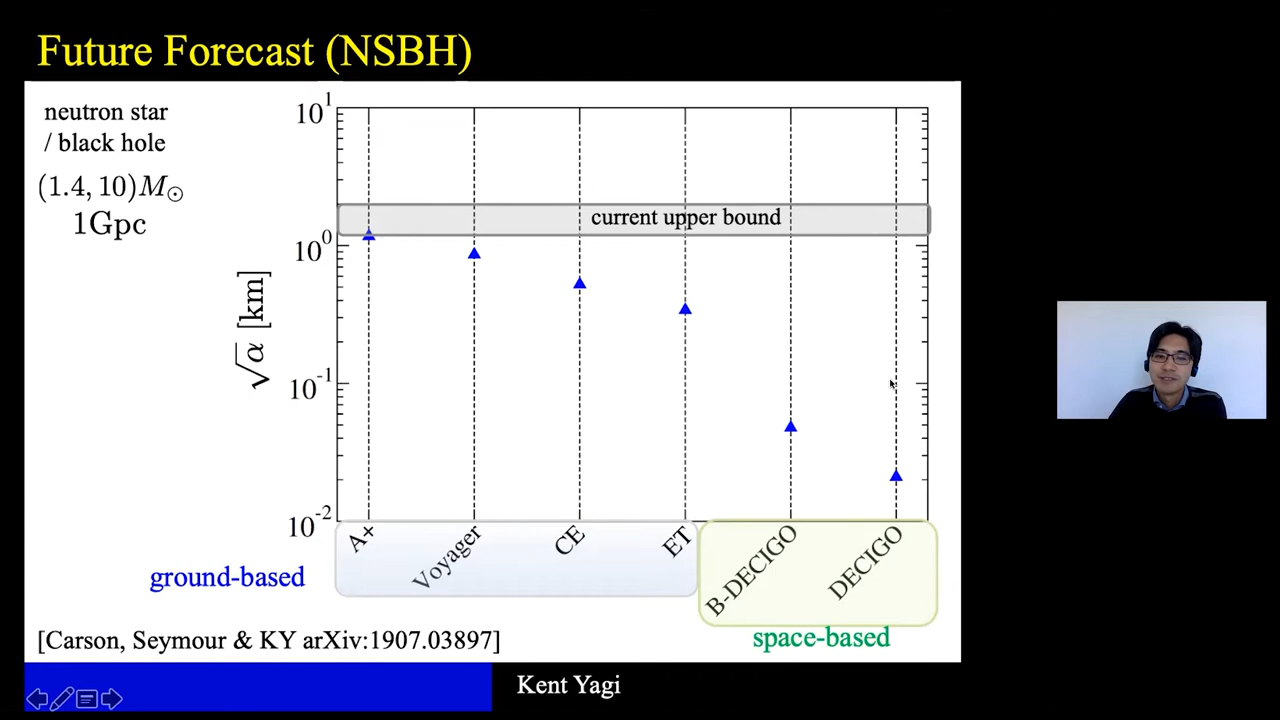 Future Forecast (NSBH)
neutron star
/ black hole
(1.4, 10)M☉
1Gpc
10^1
10^0
10^-1
10^-2
√α [km]
current upper bound
A+
Voyager
CE
ET
B-DECIGO
DECIGO
ground-based
space-based
[Carson, Seymour & KY arXiv:1907.03897]
Kent Yagi